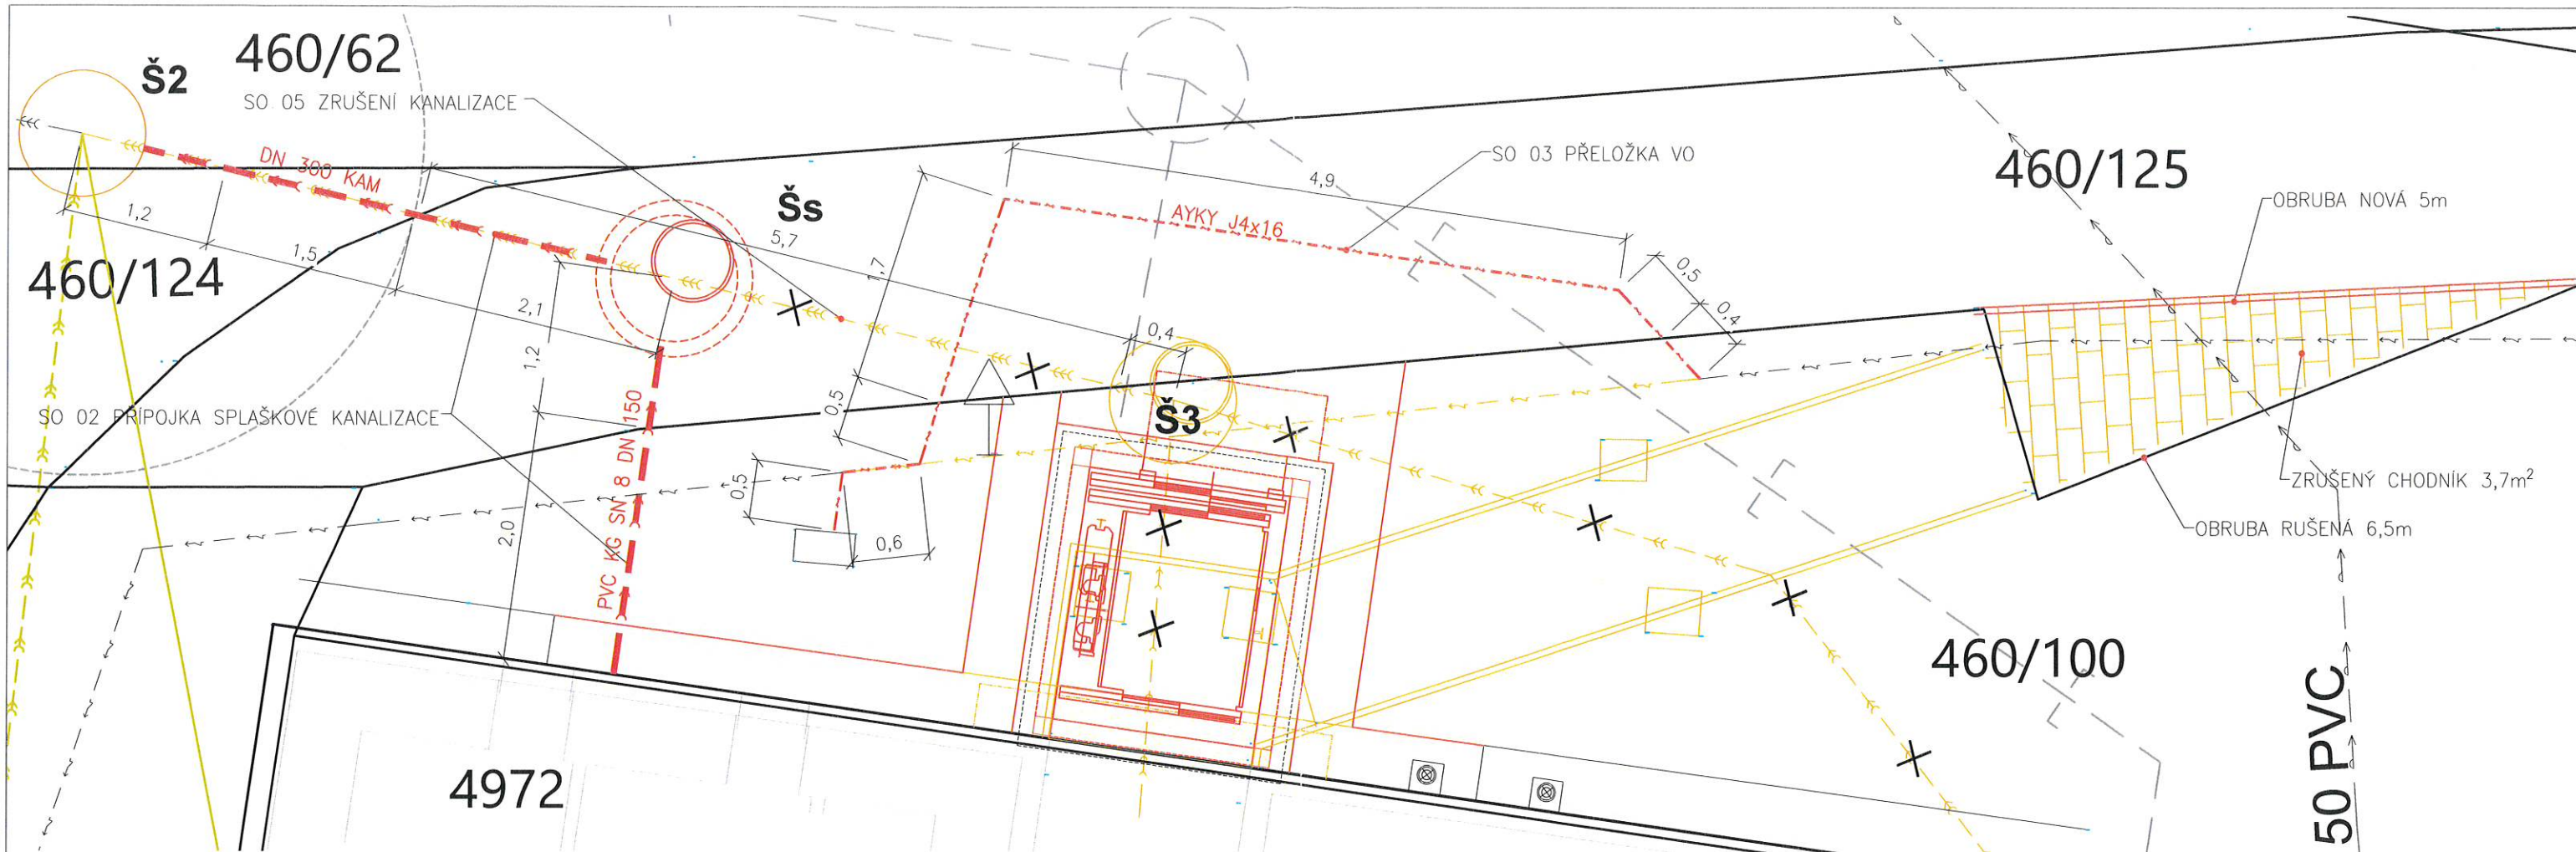 460/62
Š2
SO 05 ZRUŠENÍ KANALIZACE
DN 300 KAM
Šs
SO 03 PŘELOŽKA VO
4,9
460/125
OBRUBA NOVÁ 5m
AYKY J4x16
1,2
1,5
5,7
1,7
0,5
0,4
460/124
2,1
1,2
0,4
0,5
Š3
SO 02 PŘÍPOJKA SPLAŠKOVÉ KANALIZACE
PVC KG SN 8 DN 150
0,5
0,6
2,0
ZRUŠENÝ CHODNÍK 3,7m²
OBRUBA RUŠENÁ 6,5m
460/100
50 PVC
4972